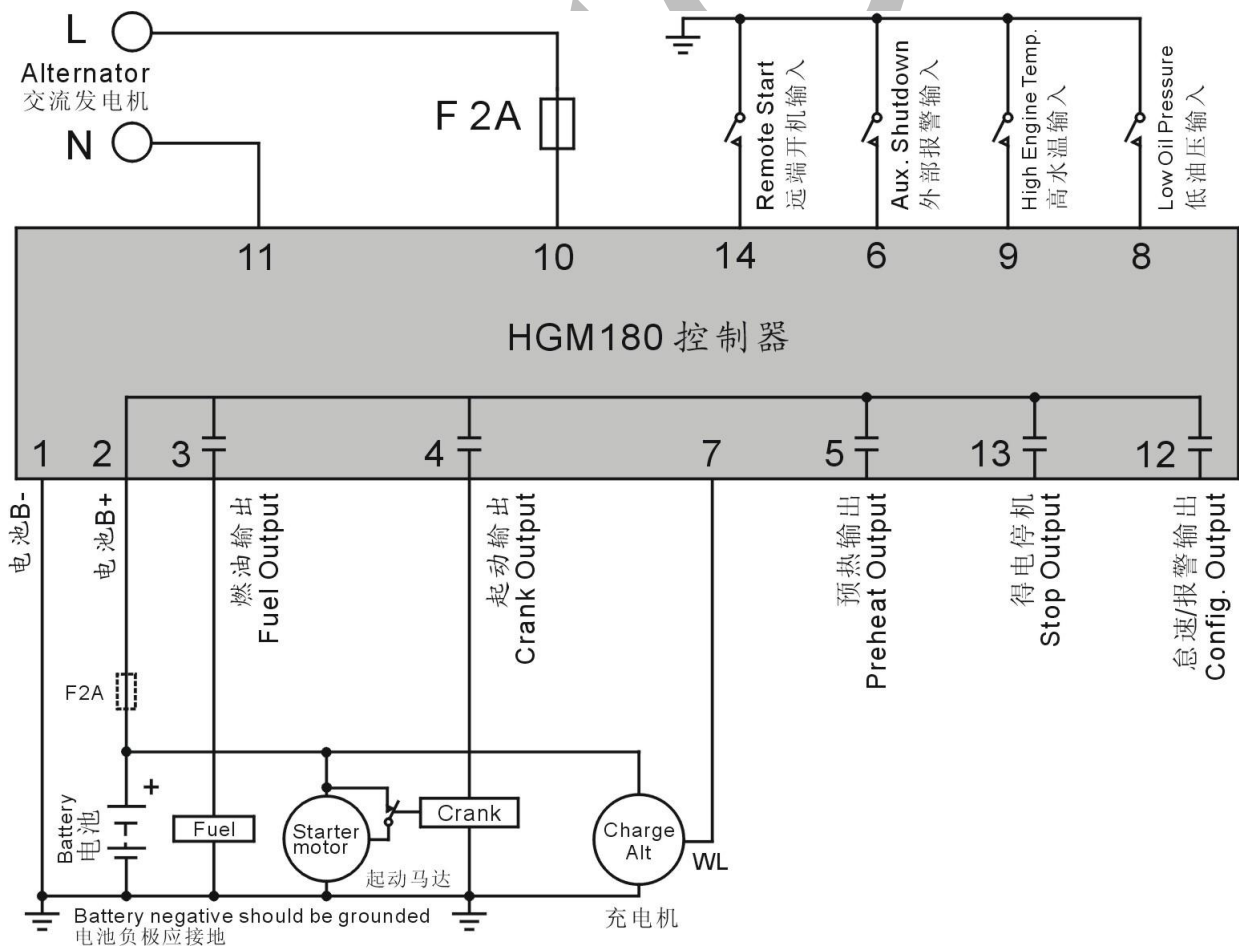 L
Alternator
交流发电机
N
F 2A
Remote Start
远端开机输入
Aux. Shutdown
外部报警输入
High Engine Temp.
高水温输入
Low Oil Pressure
低油压输入
11
10
14
6
9
8
HGM180 控制器
1
2
3
4
7
5
13
12
电池B-
电池B+
燃油输出
Fuel Output
起动输出
Crank Output
预热输出
Preheat Output
得电停机
Stop Output
怠速/报警输出
Config. Output
F2A
Battery
电池
+
Fuel
Starter
motor
起动马达
Crank
Charge
Alt
WL
充电机
Battery negative should be grounded
电池负极应接地